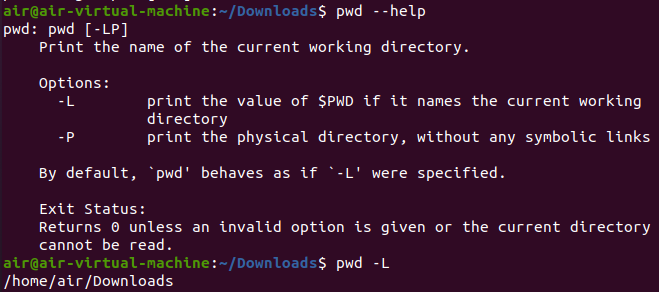 air@air-virtual-machine:~/Downloads$ pwd --help
pwd: pwd [-LP]
    Print the name of the current working directory.

    Options:
      -L        print the value of $PWD if it names the current working
                directory
      -P        print the physical directory, without any symbolic links

    By default, `pwd' behaves as if `-L' were specified.

    Exit Status:
    Returns 0 unless an invalid option is given or the current directory
    cannot be read.
air@air-virtual-machine:~/Downloads$ pwd -L
/home/air/Downloads